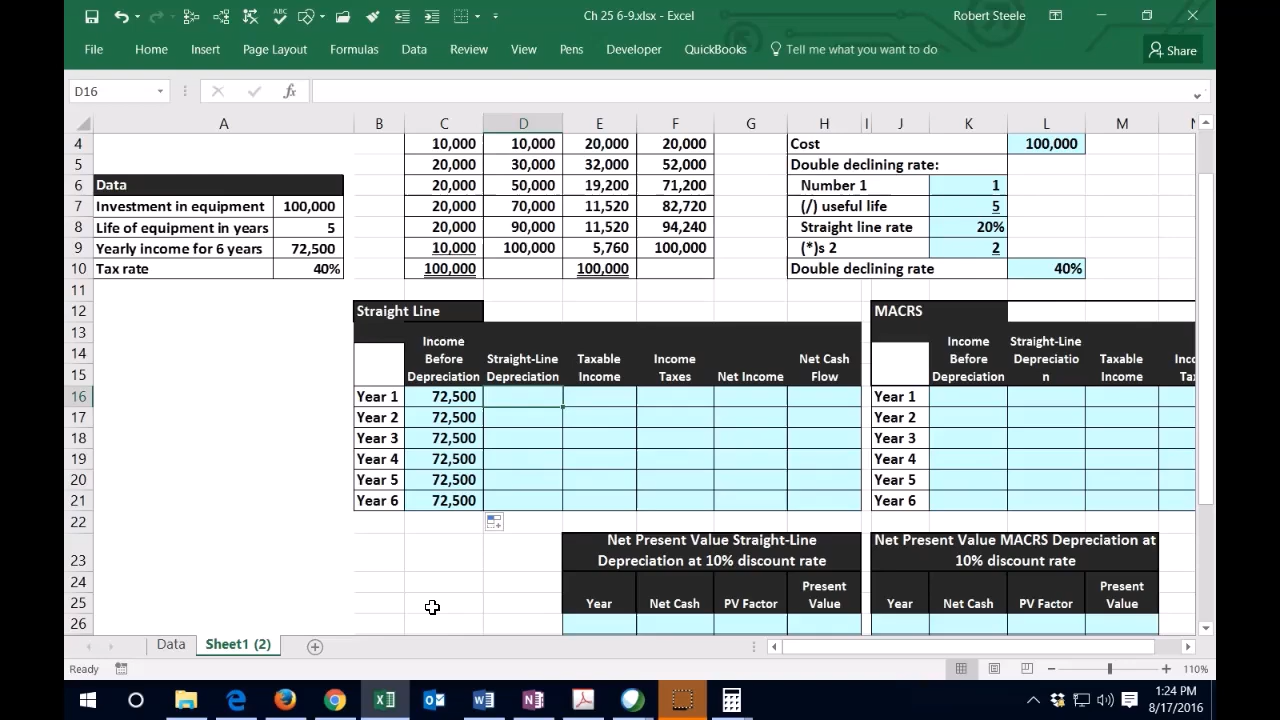 Ch 25 6-9.xlsx - Excel
Robert Steele
File Home Insert Page Layout Formulas Data Review View Pens Developer QuickBooks Tell me what you want to do Share
D16
fx
A B C D E F G H I J K L M N
4 10,000 10,000 20,000 20,000 Cost 100,000
5 20,000 30,000 32,000 52,000 Double declining rate:
6 Data 20,000 50,000 19,200 71,200 Number 1 1
7 Investment in equipment 100,000 20,000 70,000 11,520 82,720 (/) useful life 5
8 Life of equipment in years 5 20,000 90,000 11,520 94,240 Straight line rate 20%
9 Yearly income for 6 years 72,500 10,000 100,000 5,760 100,000 (*)s 2 2
10 Tax rate 40% 100,000 100,000 Double declining rate 40%
11
12 Straight Line MACRS
13 Income Income Straight-Line
14 Before Straight-Line Taxable Income Net Cash Before Depreciatio Taxable Inc
15 Depreciation Depreciation Income Taxes Net Income Flow Depreciation n Income Ta
16 Year 1 72,500 Year 1
17 Year 2 72,500 Year 2
18 Year 3 72,500 Year 3
19 Year 4 72,500 Year 4
20 Year 5 72,500 Year 5
21 Year 6 72,500 Year 6
22
Net Present Value Straight-Line Net Present Value MACRS Depreciation at
23 Depreciation at 10% discount rate 10% discount rate
24 Present Present
25 Year Net Cash PV Factor Value Year Net Cash PV Factor Value
26
Data Sheet1 (2)
Ready 110%
1:24 PM
8/17/2016